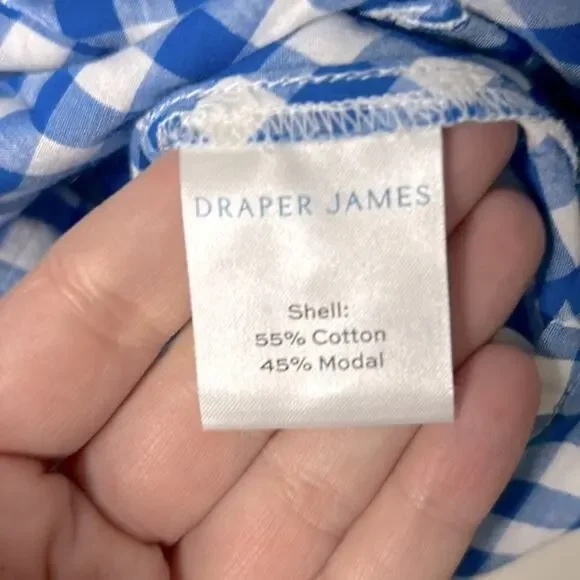 DRAPER JAMES
Shell:
55% Cotton
45% Modal